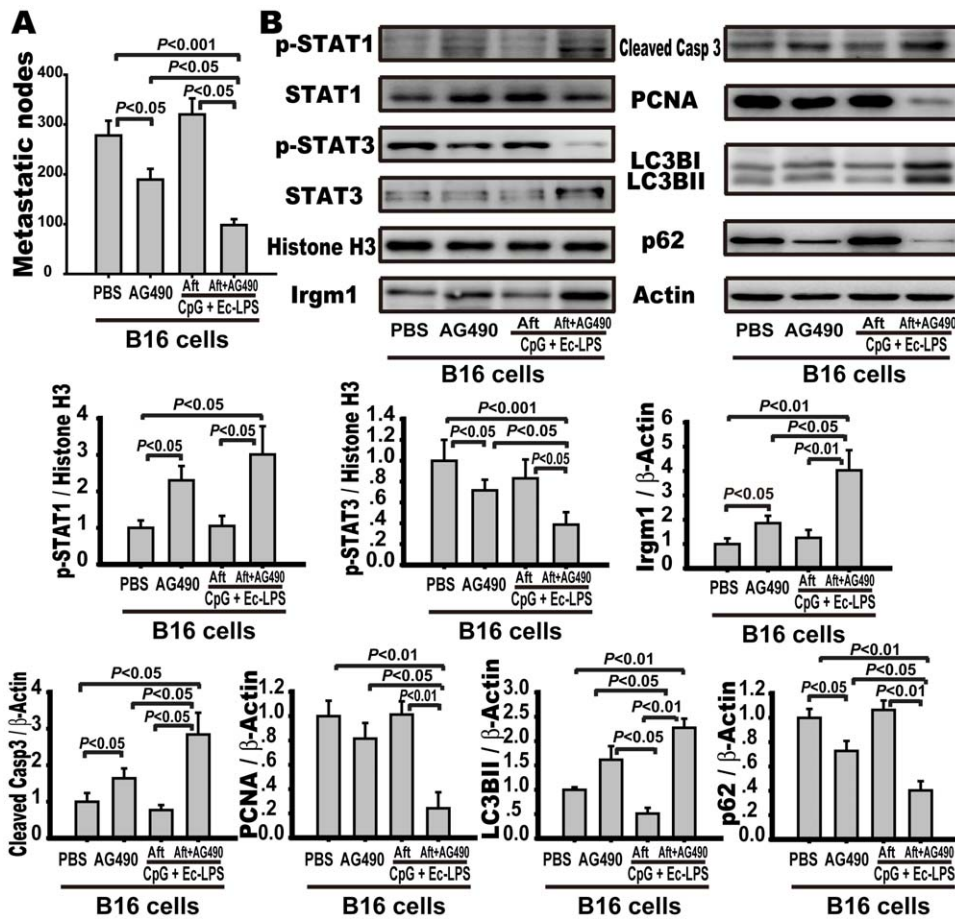 A
Metastatic nodes
400
300
200
100
0
P<0.001
P<0.05
P<0.05
P<0.05
PBS AG490 Aft Aft+AG490
CpG + Ec-LPS
B16 cells
B
p-STAT1
STAT1
p-STAT3
STAT3
Histone H3
Irgm1
PBS AG490 Aft Aft+AG490
CpG + Ec-LPS
B16 cells
Cleaved Casp 3
PCNA
LC3BI
LC3BII
p62
Actin
PBS AG490 Aft Aft+AG490
CpG + Ec-LPS
B16 cells
p-STAT1 / Histone H3
4
3
2
1
0
P<0.05
P<0.05
P<0.05
PBS AG490 Aft Aft+AG490
CpG + Ec-LPS
B16 cells
p-STAT3 / Histone H3
1.4
1.2
1.0
.8
.6
.4
.2
0.0
P<0.001
P<0.05
P<0.05
P<0.05
PBS AG490 Aft Aft+AG490
CpG + Ec-LPS
B16 cells
Irgm1 / β-Actin
6
5
4
3
2
1
0
P<0.01
P<0.05
P<0.01
P<0.05
PBS AG490 Aft Aft+AG490
CpG + Ec-LPS
B16 cells
Cleaved Casp3 / β-Actin
4
3
2
1
0
P<0.05
P<0.05
P<0.05
P<0.05
PBS AG490 Aft Aft+AG490
CpG + Ec-LPS
B16 cells
PCNA / β-Actin
1.2
1.0
.8
.6
.4
.2
0.0
P<0.01
P<0.05
P<0.01
PBS AG490 Aft Aft+AG490
CpG + Ec-LPS
B16 cells
LC3BII / β-Actin
3.0
2.5
2.0
1.5
1.0
.5
0.0
P<0.01
P<0.05
P<0.01
P<0.05
PBS AG490 Aft Aft+AG490
CpG + Ec-LPS
B16 cells
p62 / β-Actin
1.2
1.0
.8
.6
.4
.2
0.0
P<0.01
P<0.05
P<0.05
P<0.01
PBS AG490 Aft Aft+AG490
CpG + Ec-LPS
B16 cells